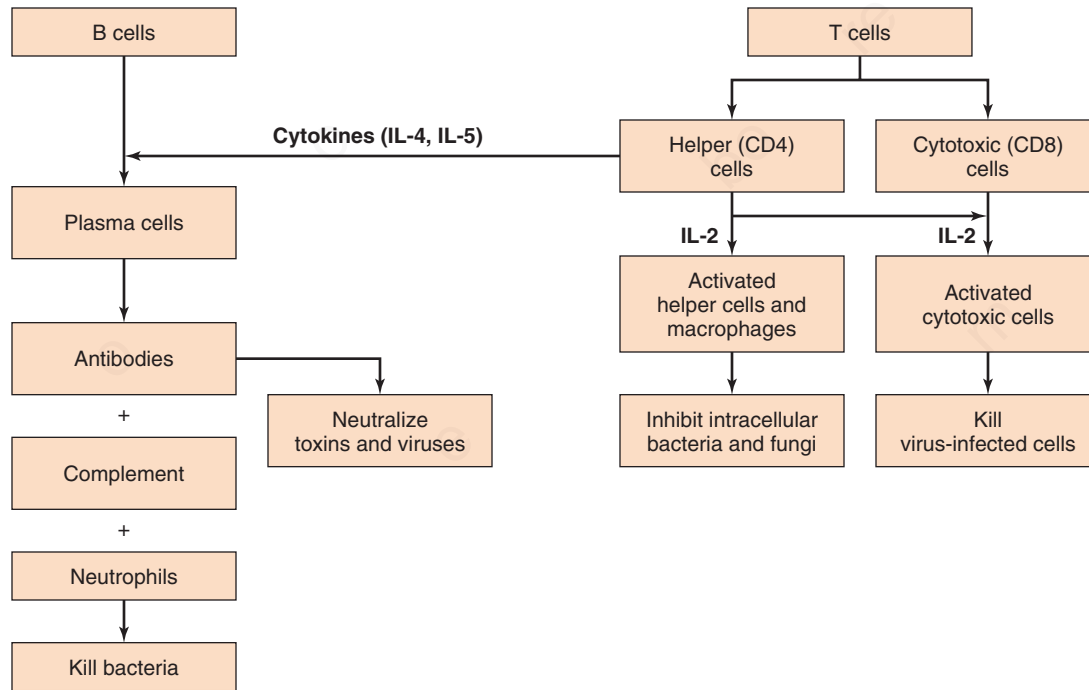 B cells
T cells
Cytokines (IL-4, IL-5)
Helper (CD4)
cells
Cytotoxic (CD8)
cells
Plasma cells
IL-2
IL-2
Activated
helper cells and
macrophages
Activated
cytotoxic cells
Antibodies
Neutralize
toxins and viruses
Inhibit intracellular
bacteria and fungi
Kill
virus-infected cells
+
Complement
+
Neutrophils
Kill bacteria